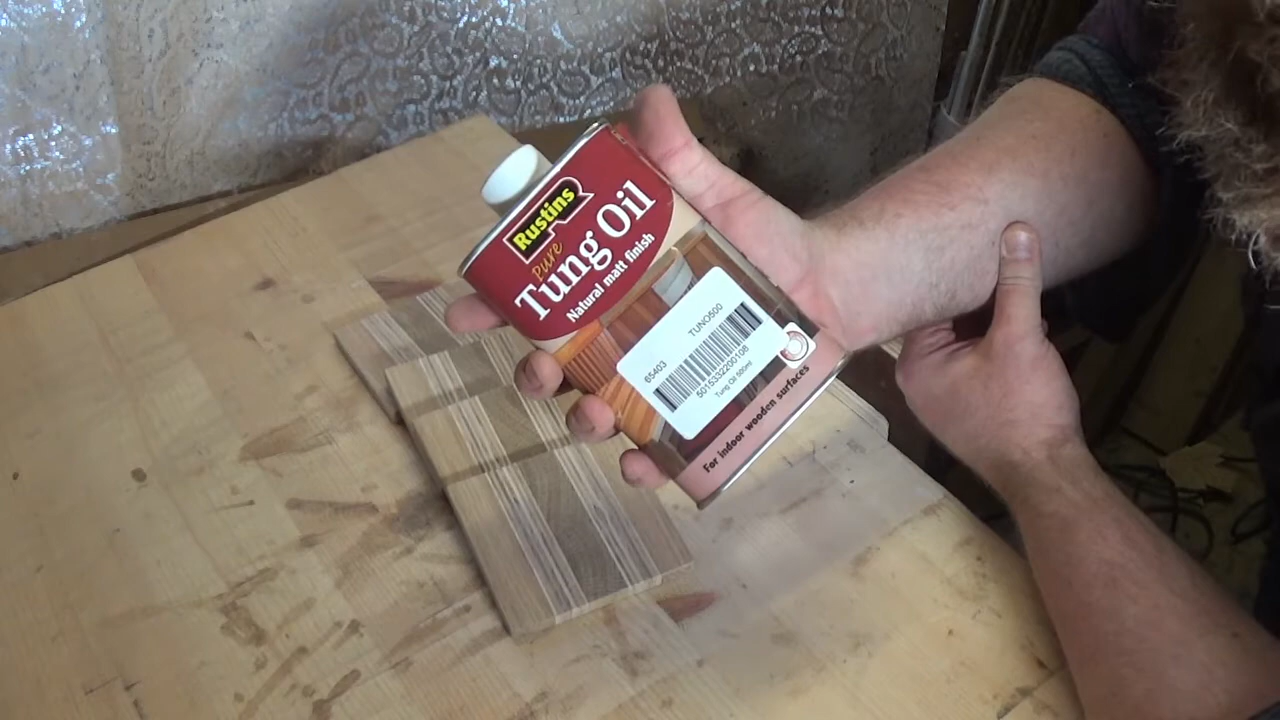 Rustins
Pure
Tung Oil
Natural matt finish
65403
TUNO500
5015332200108
Tung Oil 500ml
For indoor wooden surfaces